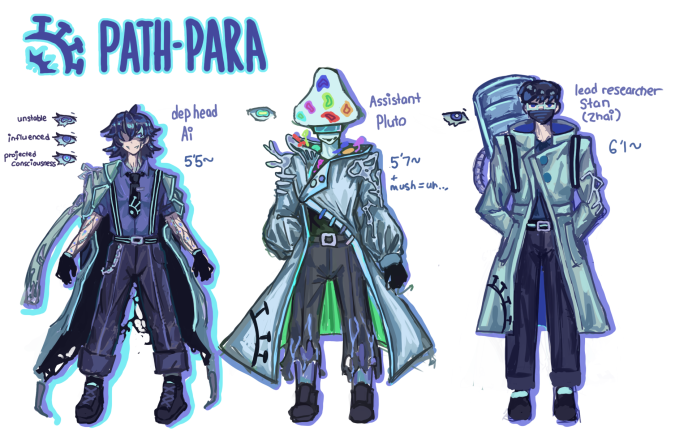 PATH-PARA
unstable
influenced
projected
consciousness
dep head
Ai
5'5~
Assistant
Pluto
5'7~
+
mush = un...
lead researcher
Stan
(Zhai)
6'1~